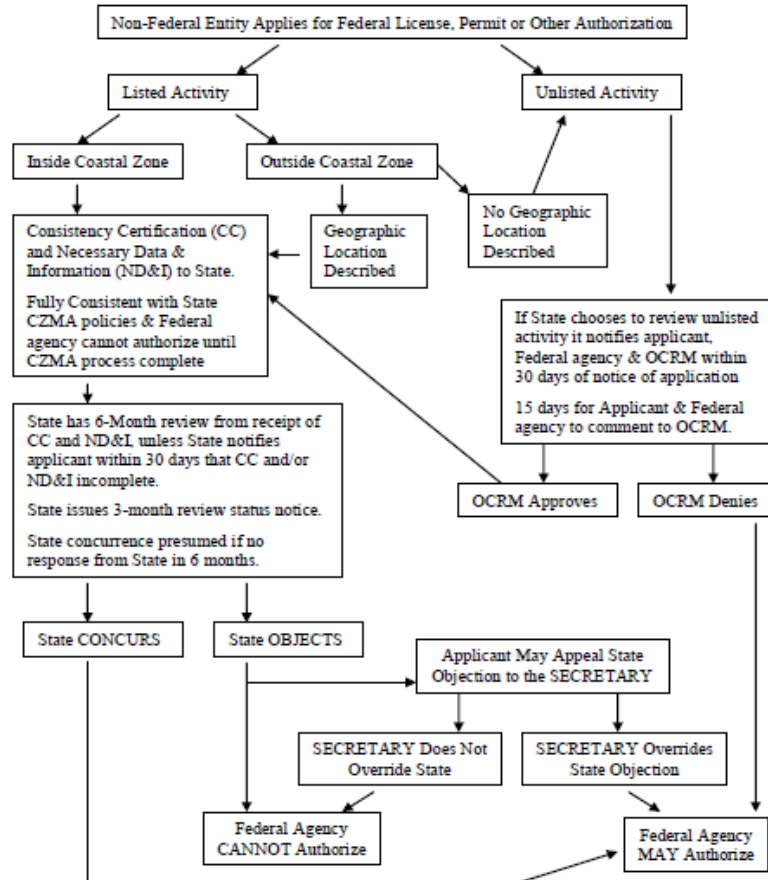 Non-Federal Entity Applies for Federal License, Permit or Other Authorization
Listed Activity
Unlisted Activity
Inside Coastal Zone
Outside Coastal Zone
Consistency Certification (CC)
and Necessary Data &
Information (ND&I) to State.
Fully Consistent with State
CZMA policies & Federal
agency cannot authorize until
CZMA process complete
Geographic
Location
Described
No Geographic
Location
Described
If State chooses to review unlisted
activity it notifies applicant,
Federal agency & OCRM within
30 days of notice of application
15 days for Applicant & Federal
agency to comment to OCRM.
State has 6-Month review from receipt of
CC and ND&I, unless State notifies
applicant within 30 days that CC and/or
ND&I incomplete.
State issues 3-month review status notice.
State concurrence presumed if no
response from State in 6 months.
OCRM Approves
OCRM Denies
State CONCURS
State OBJECTS
Applicant May Appeal State
Objection to the SECRETARY
SECRETARY Does Not
Override State
SECRETARY Overrides
State Objection
Federal Agency
CANNOT Authorize
Federal Agency
MAY Authorize